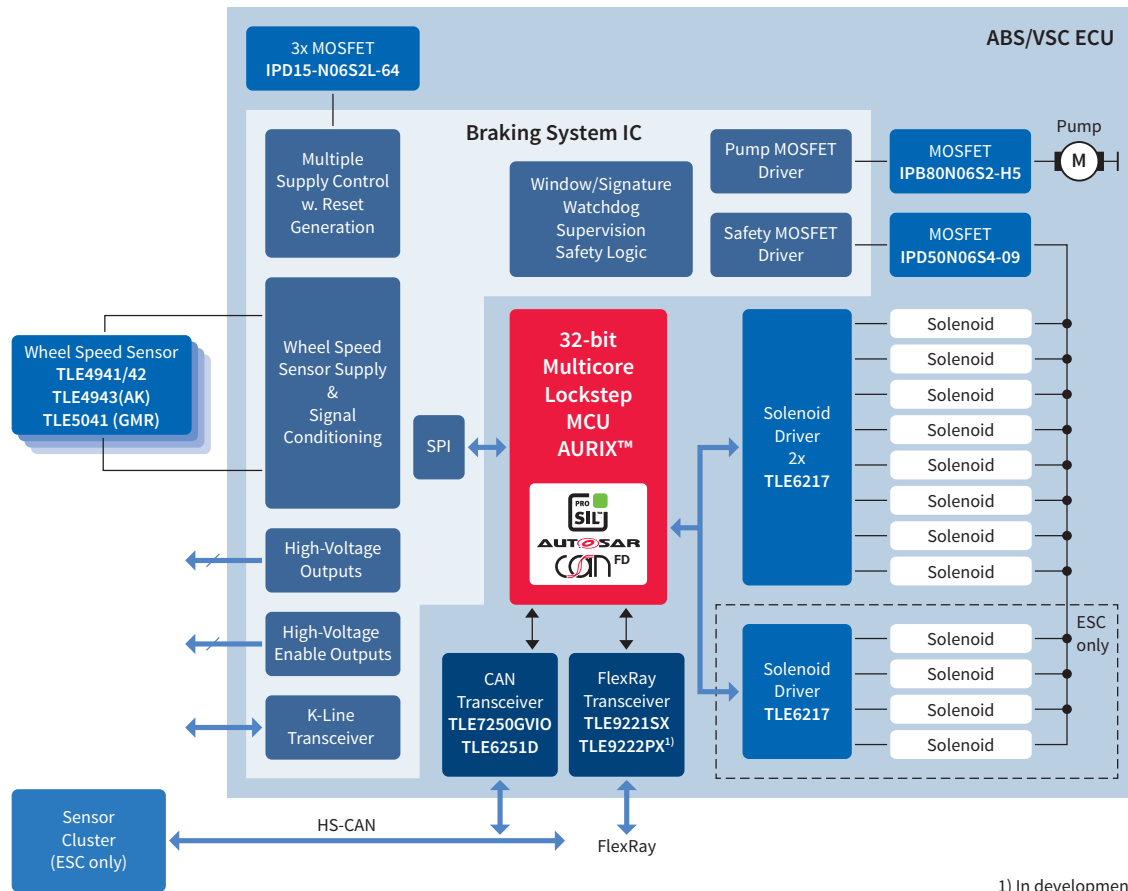 ABS/VSC ECU
3x MOSFET
IPD15-N06S2L-64
Braking System IC
Multiple
Supply Control
w. Reset
Generation
Window/Signature
Watchdog
Supervision
Safety Logic
Pump MOSFET
Driver
MOSFET
IPB80N06S2-H5
Pump
M
Safety MOSFET
Driver
MOSFET
IPD50N06S4-09
Wheel Speed Sensor
TLE4941/42
TLE4943(AK)
TLE5041 (GMR)
Wheel Speed
Sensor Supply
&
Signal
Conditioning
SPI
32-bit
Multicore
Lockstep
MCU
AURIX™
PRO
SIL™
AUTOSAR
CAN FD
Solenoid
Driver
2x
TLE6217
Solenoid
Solenoid
Solenoid
Solenoid
Solenoid
Solenoid
Solenoid
Solenoid
High-Voltage
Outputs
High-Voltage
Enable Outputs
K-Line
Transceiver
CAN
Transceiver
TLE7250GVIO
TLE6251D
FlexRay
Transceiver
TLE9221SX
TLE9222PX1)
Solenoid
Driver
TLE6217
Solenoid
Solenoid
Solenoid
Solenoid
ESC
only
Sensor
Cluster
(ESC only)
HS-CAN
FlexRay
1) In development